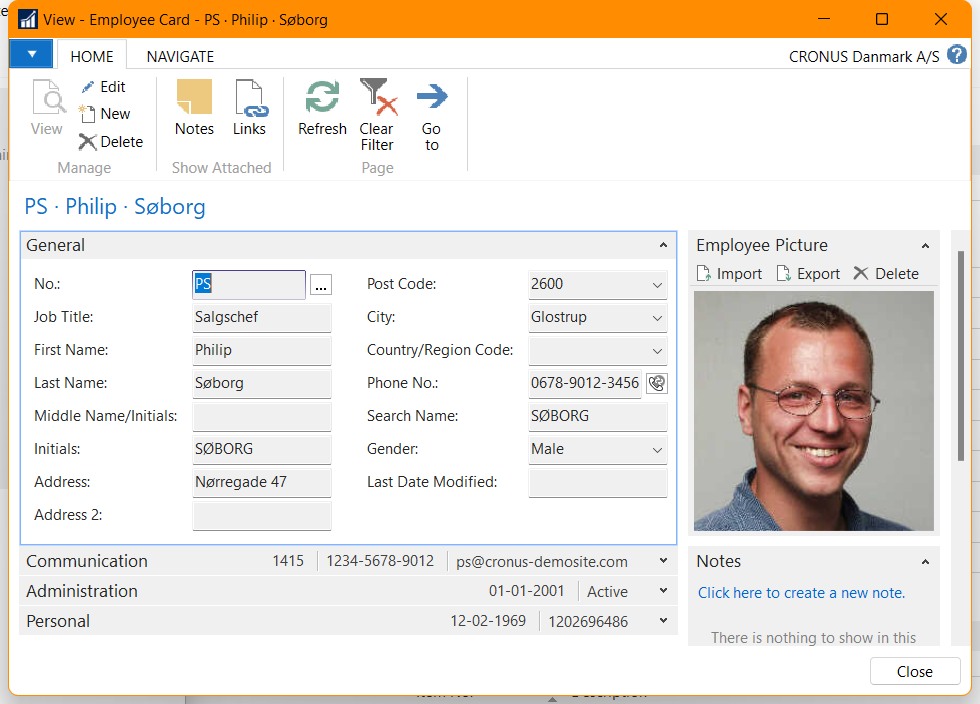 View - Employee Card - PS · Philip · Søborg
HOME NAVIGATE CRONUS Danmark A/S ?
View Edit New Delete
Manage
Notes Links
Show Attached
Refresh Clear Filter Go to
Page
PS · Philip · Søborg
General
No.: PS ...
Job Title: Salgschef
First Name: Philip
Last Name: Søborg
Middle Name/Initials:
Initials: SØBORG
Address: Nørregade 47
Address 2:
Post Code: 2600
City: Glostrup
Country/Region Code:
Phone No.: 0678-9012-3456
Search Name: SØBORG
Gender: Male
Last Date Modified:
Communication 1415 1234-5678-9012 ps@cronus-demosite.com
Administration 01-01-2001 Active
Personal 12-02-1969 1202696486
Employee Picture
Import Export Delete
Notes
Click here to create a new note.
There is nothing to show in this
Close